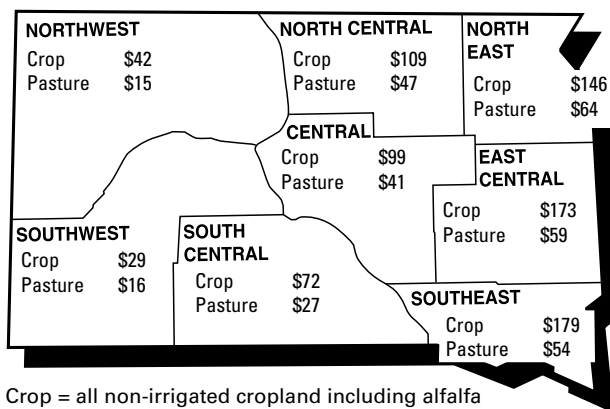 NORTHWEST
Crop $42
Pasture $15
NORTH CENTRAL
Crop $109
Pasture $47
NORTH
EAST
Crop $146
Pasture $64
CENTRAL
Crop $99
Pasture $41
EAST
CENTRAL
Crop $173
Pasture $59
SOUTHWEST
Crop $29
Pasture $16
SOUTH
CENTRAL
Crop $72
Pasture $27
SOUTHEAST
Crop $179
Pasture $54
Crop = all non-irrigated cropland including alfalfa